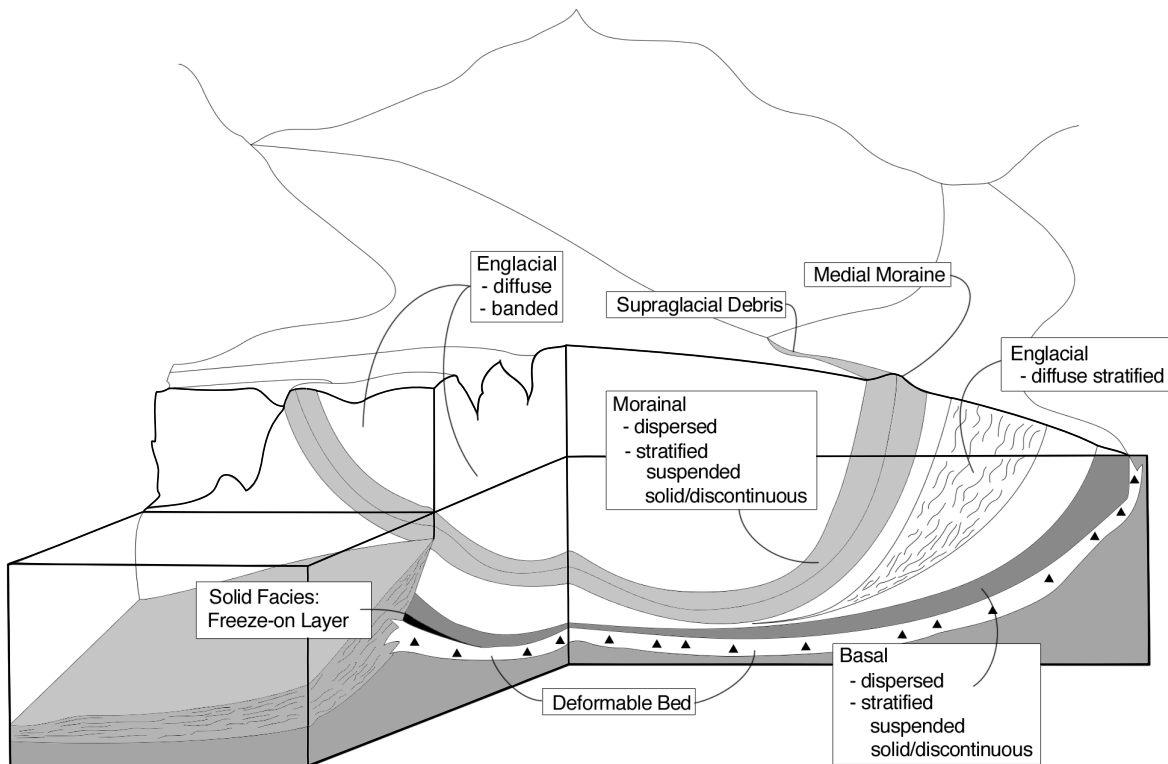 Englacial
- diffuse
- banded
Medial Moraine
Supraglacial Debris
Englacial
- diffuse stratified
Morainal
- dispersed
- stratified
suspended
solid/discontinuous
Solid Facies:
Freeze-on Layer
Basal
- dispersed
- stratified
suspended
solid/discontinuous
Deformable Bed